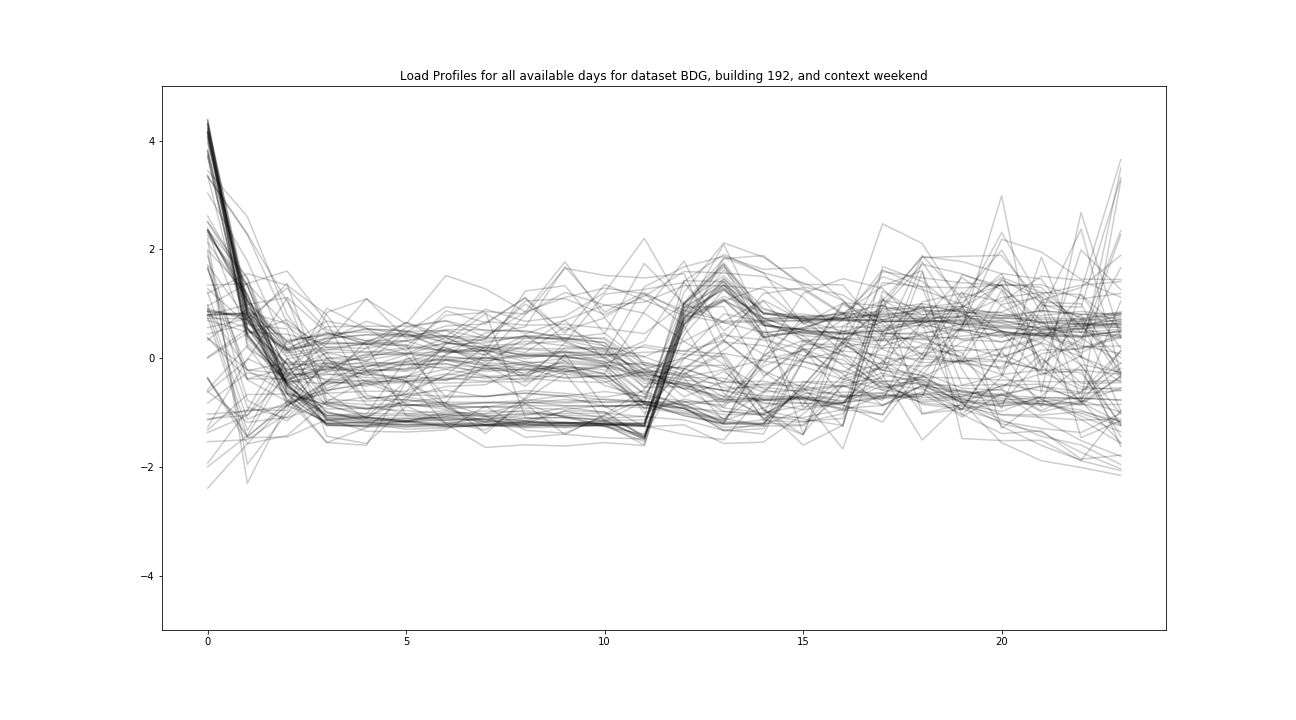 Load Profiles for all available days for dataset BDG, building 192, and context weekend
4
2
0
−2
−4
0 5 10 15 20